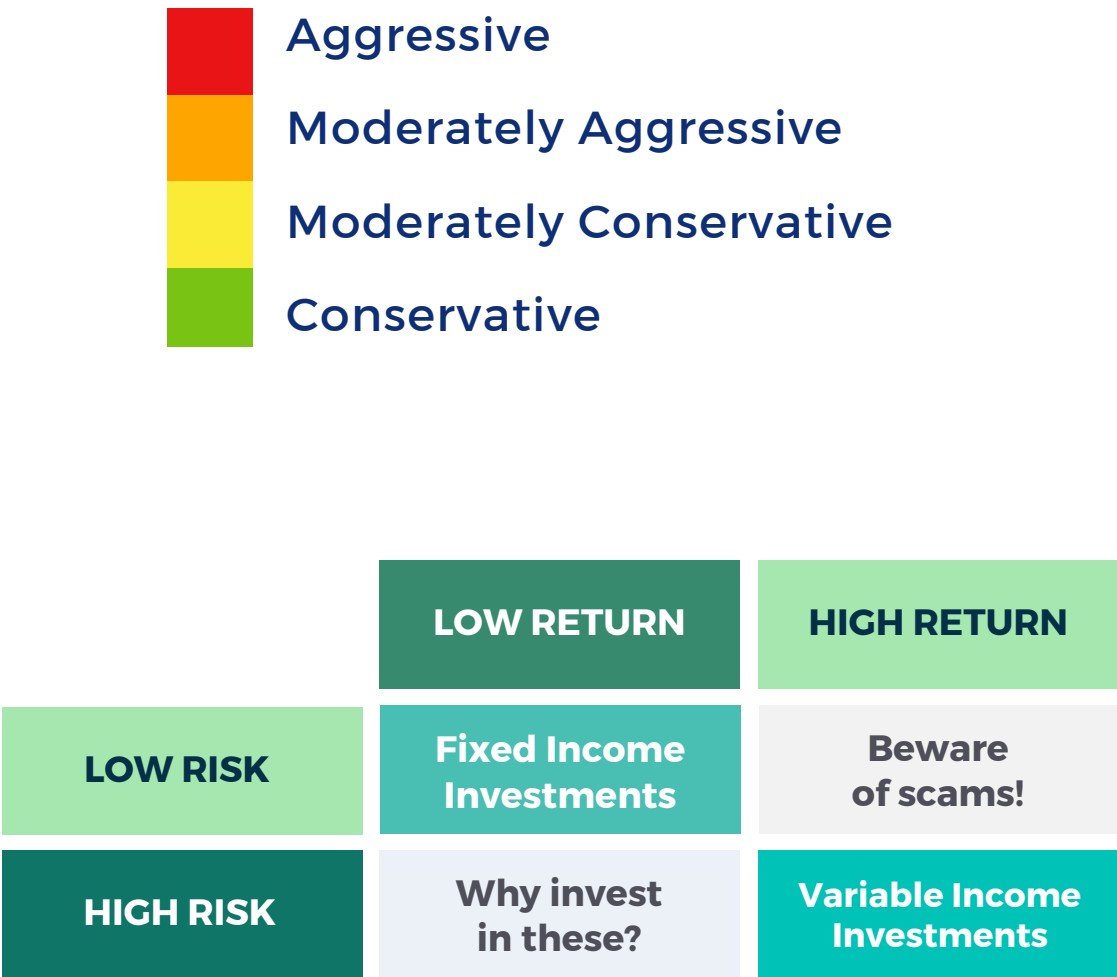 Aggressive
Moderately Aggressive
Moderately Conservative
Conservative
LOW RETURN
HIGH RETURN
LOW RISK
Fixed Income
Investments
Beware
of scams!
HIGH RISK
Why invest
in these?
Variable Income
Investments